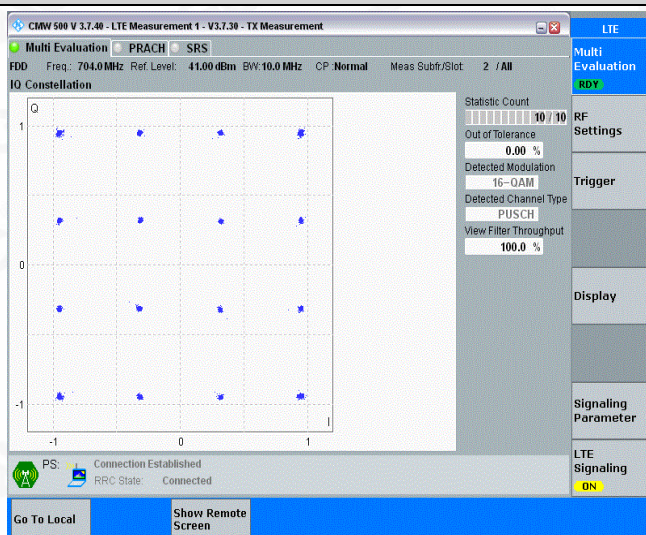 CMW 500 V 3.7.40 - LTE Measurement 1 - V3.7.30 - TX Measurement
LTE
Multi Evaluation PRACH SRS
Multi
Evaluation
RDY
FDD Freq.: 704.0 MHz Ref. Level: 41.00 dBm BW: 10.0 MHz CP : Normal Meas Subfr./Slot: 2 / All
IQ Constellation
Q
1
0
-1
-1
0
1
I
Statistic Count
10 / 10
Out of Tolerance
0.00 %
Detected Modulation
16-QAM
Detected Channel Type
PUSCH
View Filter Throughput
100.0 %
RF
Settings
Trigger
Display
Signaling
Parameter
LTE
Signaling
ON
PS: Connection Established
RRC State: Connected
Go To Local
Show Remote
Screen